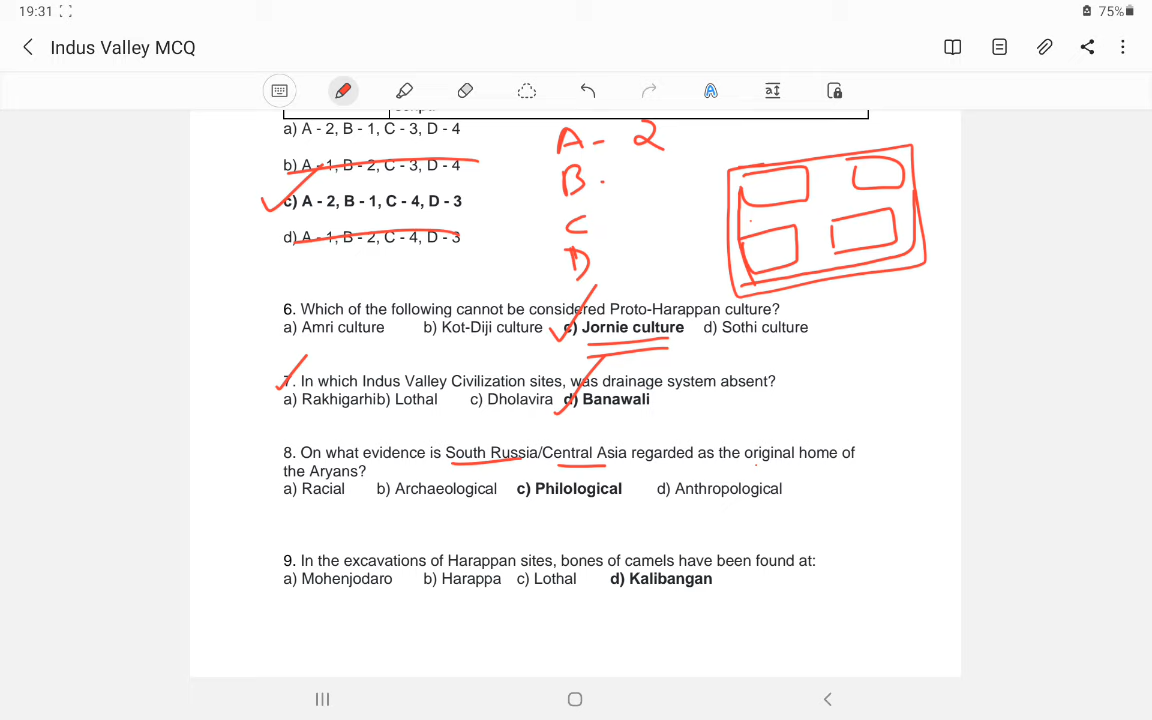 19:31
75%
Indus Valley MCQ
a) A - 2, B - 1, C - 3, D - 4
A - 2
b) A - 1, B - 2, C - 3, D - 4
B -
c) A - 2, B - 1, C - 4, D - 3
C
d) A - 1, B - 2, C - 4, D - 3
D
6. Which of the following cannot be considered Proto-Harappan culture?
a) Amri culture b) Kot-Diji culture c) Jornie culture d) Sothi culture
7. In which Indus Valley Civilization sites, was drainage system absent?
a) Rakhigarhib) Lothal c) Dholavira d) Banawali
8. On what evidence is South Russia/Central Asia regarded as the original home of
the Aryans?
a) Racial b) Archaeological c) Philological d) Anthropological
9. In the excavations of Harappan sites, bones of camels have been found at:
a) Mohenjodaro b) Harappa c) Lothal d) Kalibangan